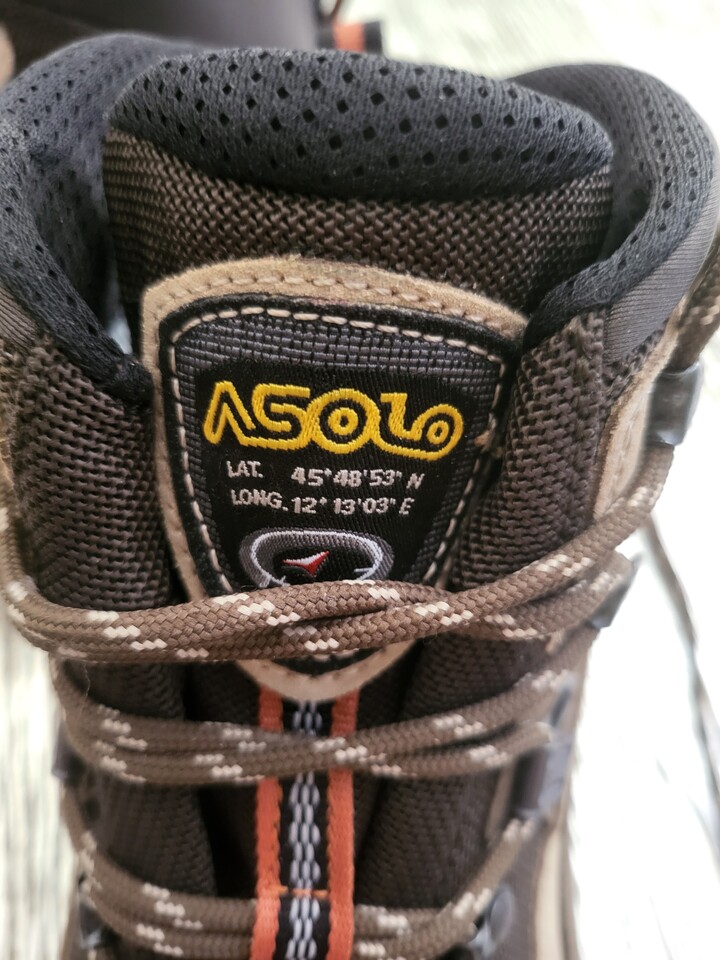 ASOLO
LAT. 45°48'53" N
LONG. 12° 13'03" E